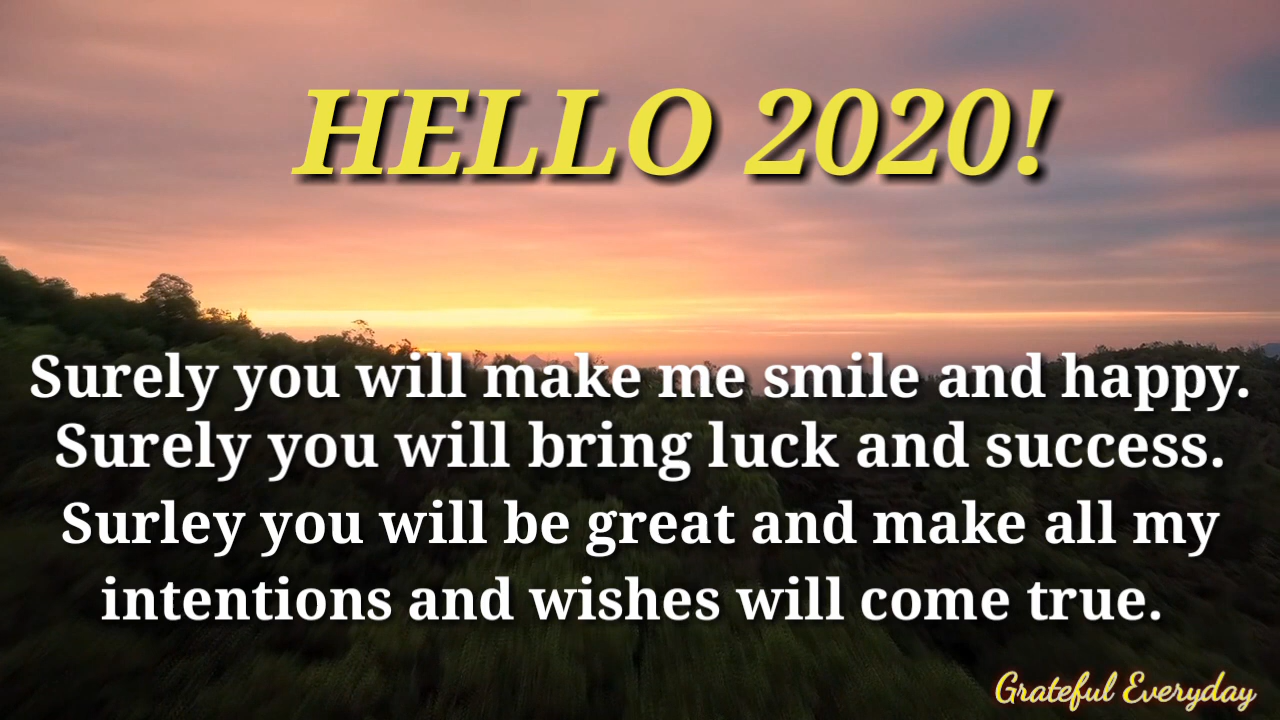 HELLO 2020!
Surely you will make me smile and happy.
Surely you will bring luck and success.
Surley you will be great and make all my
intentions and wishes will come true.
Grateful Everyday